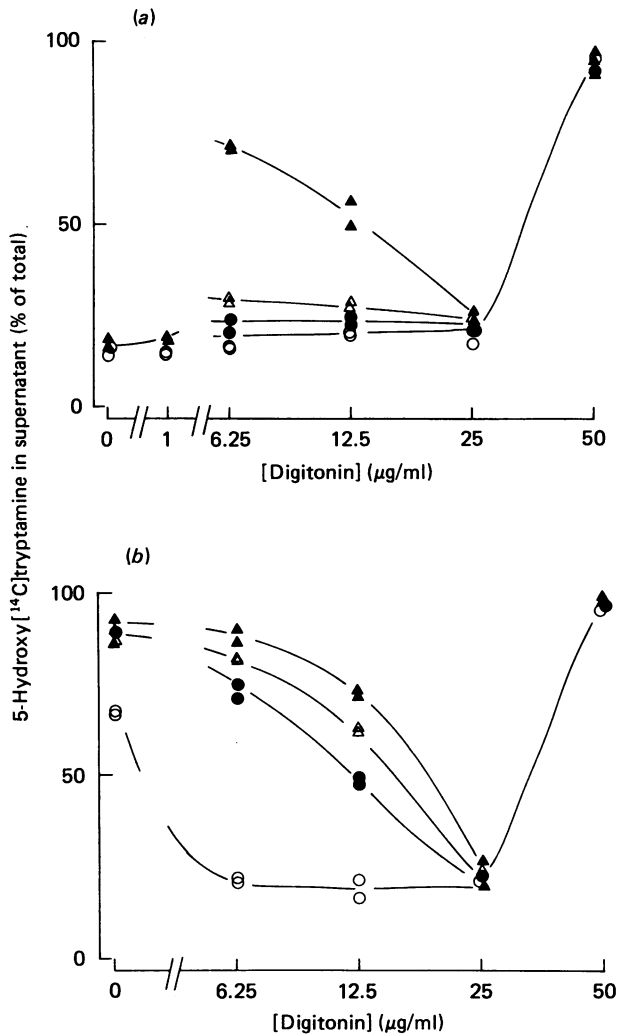 (a)
100
50
0
0 1 6.25 12.5 25 50
[Digitonin] (µg/ml)
5-Hydroxy[¹⁴C]tryptamine in supernatant (% of total)
(b)
100
50
0
0 6.25 12.5 25 50
[Digitonin] (µg/ml)